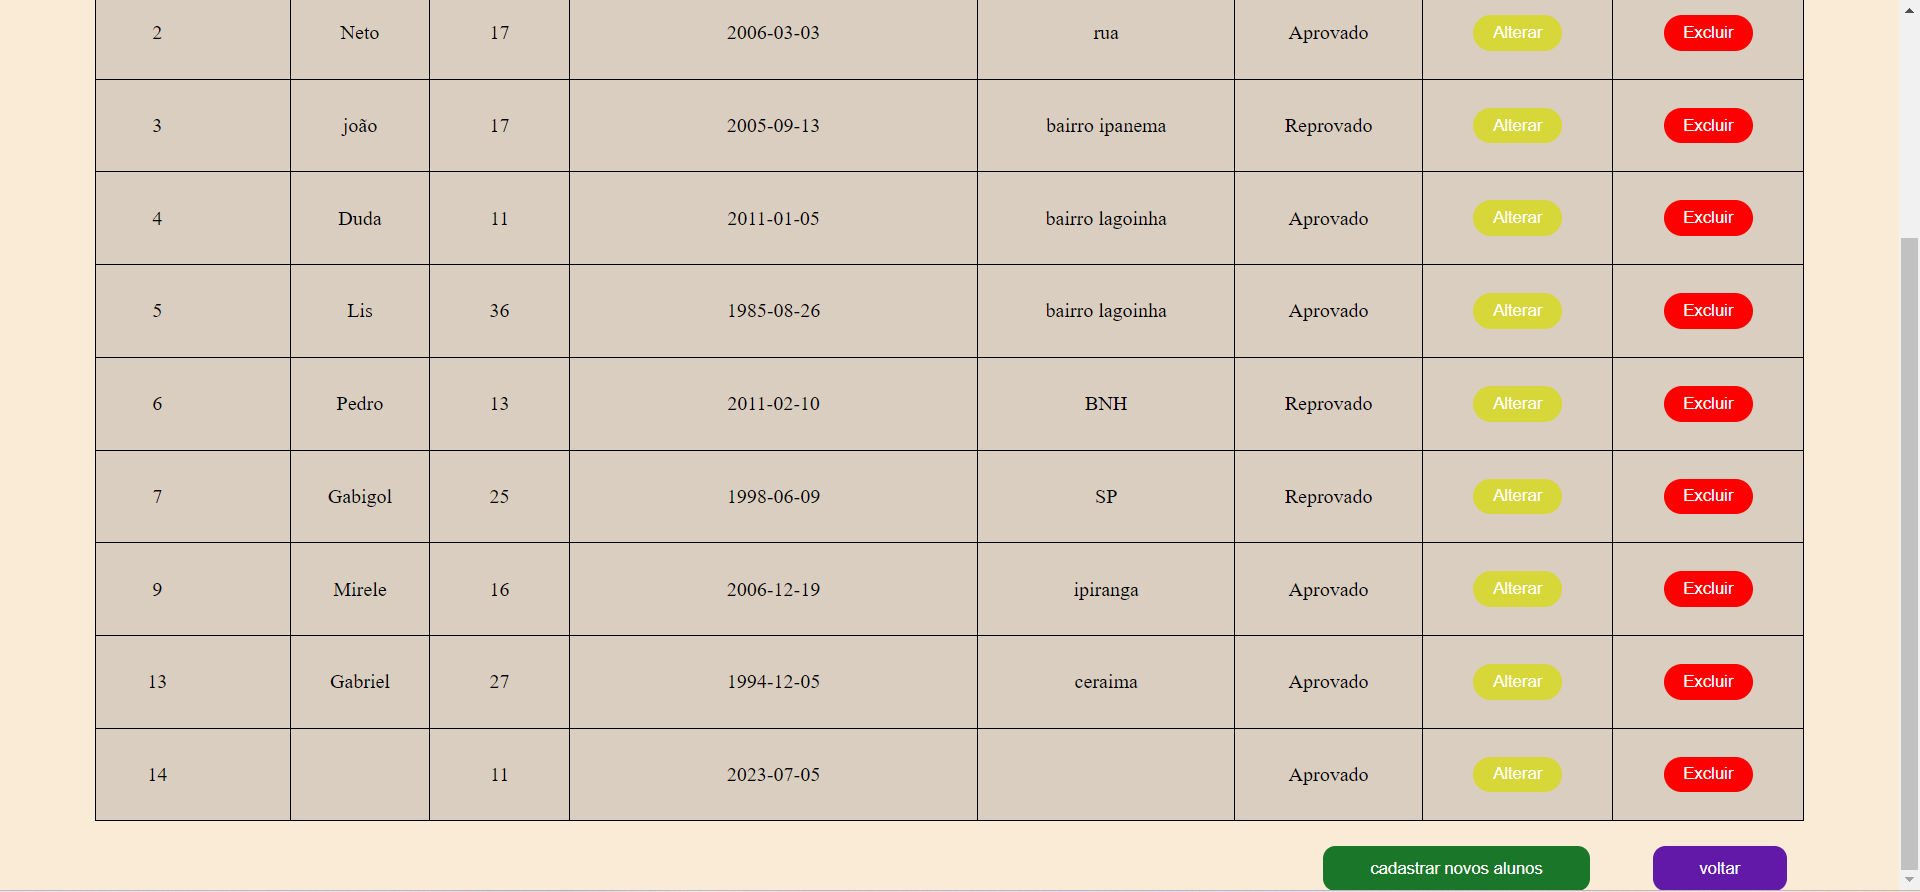 2 Neto 17 2006-03-03 rua Aprovado Alterar Excluir
3 joão 17 2005-09-13 bairro ipanema Reprovado Alterar Excluir
4 Duda 11 2011-01-05 bairro lagoinha Aprovado Alterar Excluir
5 Lis 36 1985-08-26 bairro lagoinha Aprovado Alterar Excluir
6 Pedro 13 2011-02-10 BNH Reprovado Alterar Excluir
7 Gabigol 25 1998-06-09 SP Reprovado Alterar Excluir
9 Mirele 16 2006-12-19 ipiranga Aprovado Alterar Excluir
13 Gabriel 27 1994-12-05 ceraima Aprovado Alterar Excluir
14 11 2023-07-05 Aprovado Alterar Excluir
cadastrar novos alunos voltar